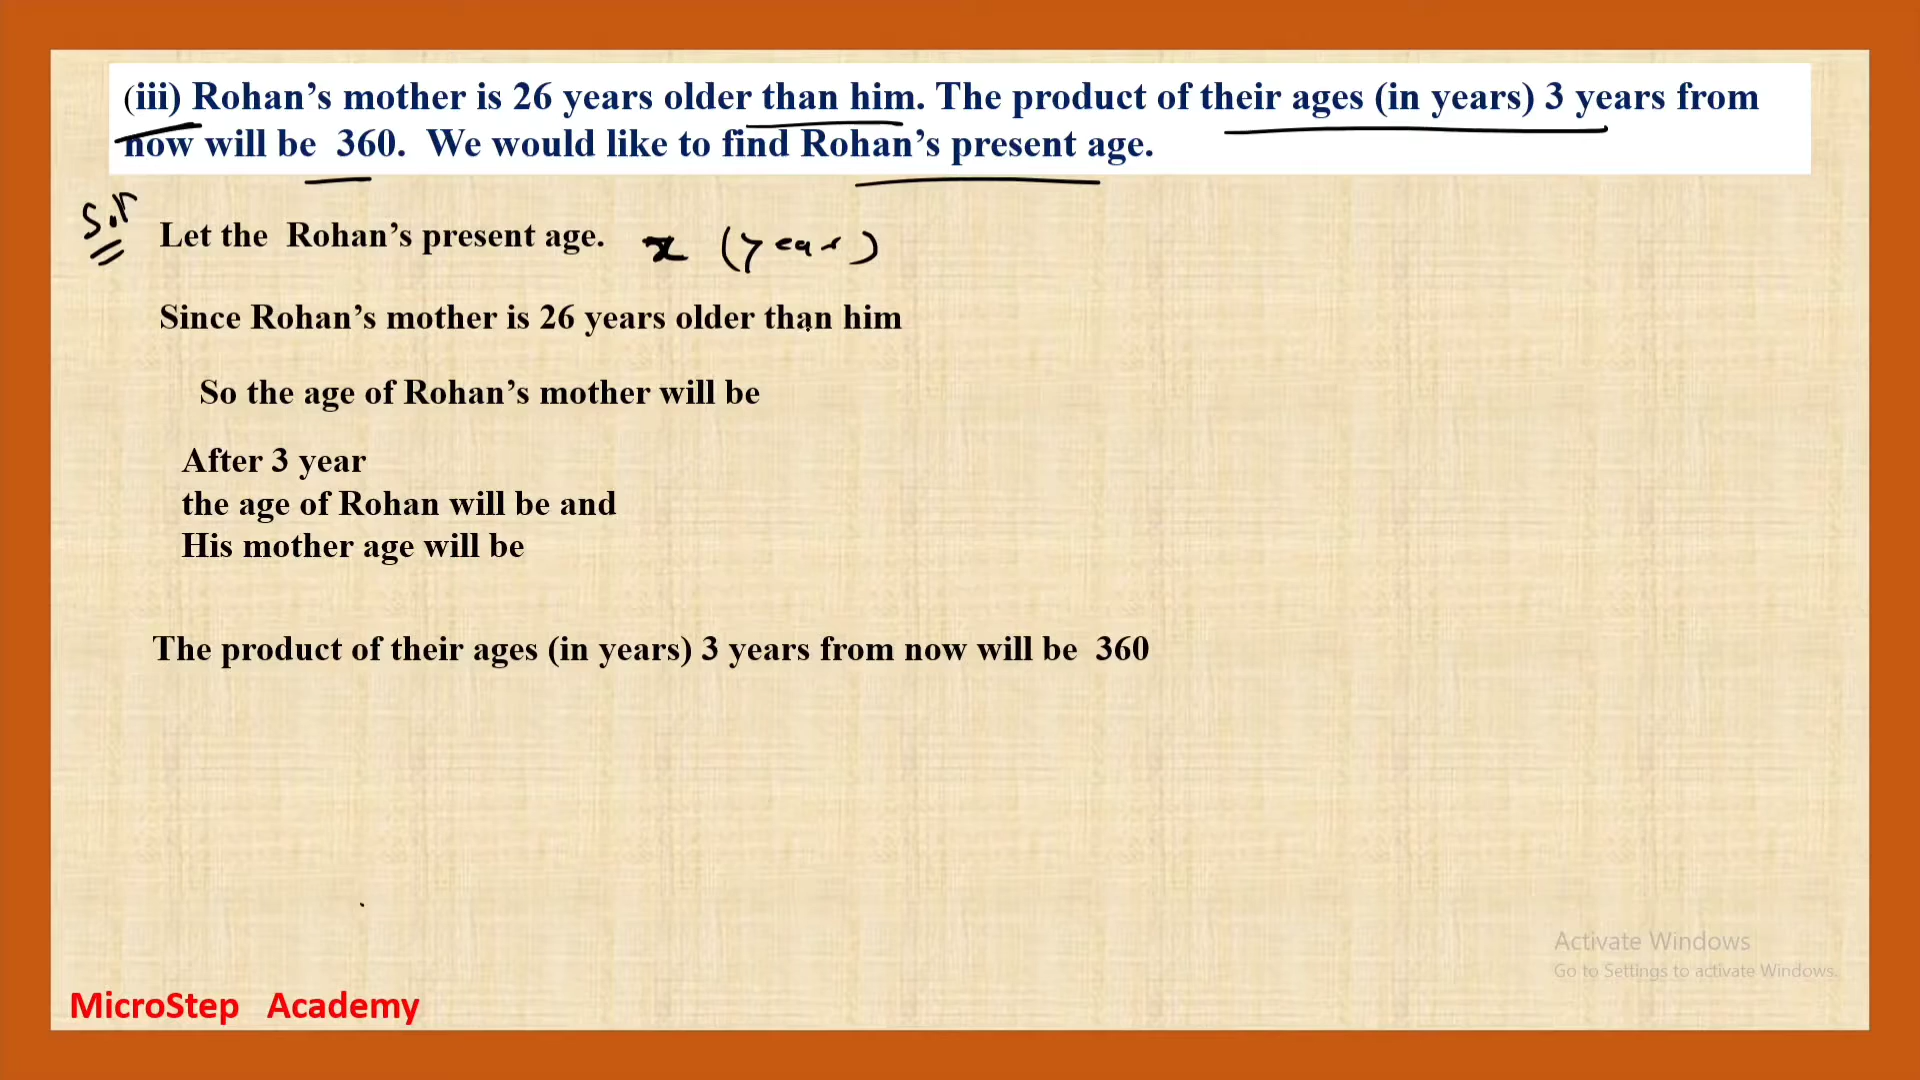 (iii) Rohan’s mother is 26 years older than him. The product of their ages (in years) 3 years from
now will be 360. We would like to find Rohan’s present age.
Let the Rohan’s present age. x (year)
Since Rohan’s mother is 26 years older than him
So the age of Rohan’s mother will be
After 3 year
the age of Rohan will be and
His mother age will be
The product of their ages (in years) 3 years from now will be 360
Activate Windows
Go to Settings to activate Windows.
MicroStep Academy